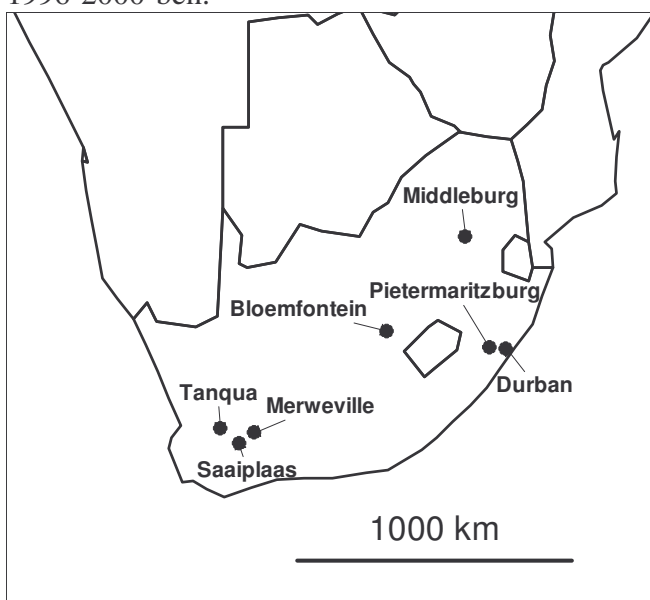 Middleburg
Pietermaritzburg
Bloemfontein
Durban
Tanqua
Merweville
Saaiplaas
1000 km